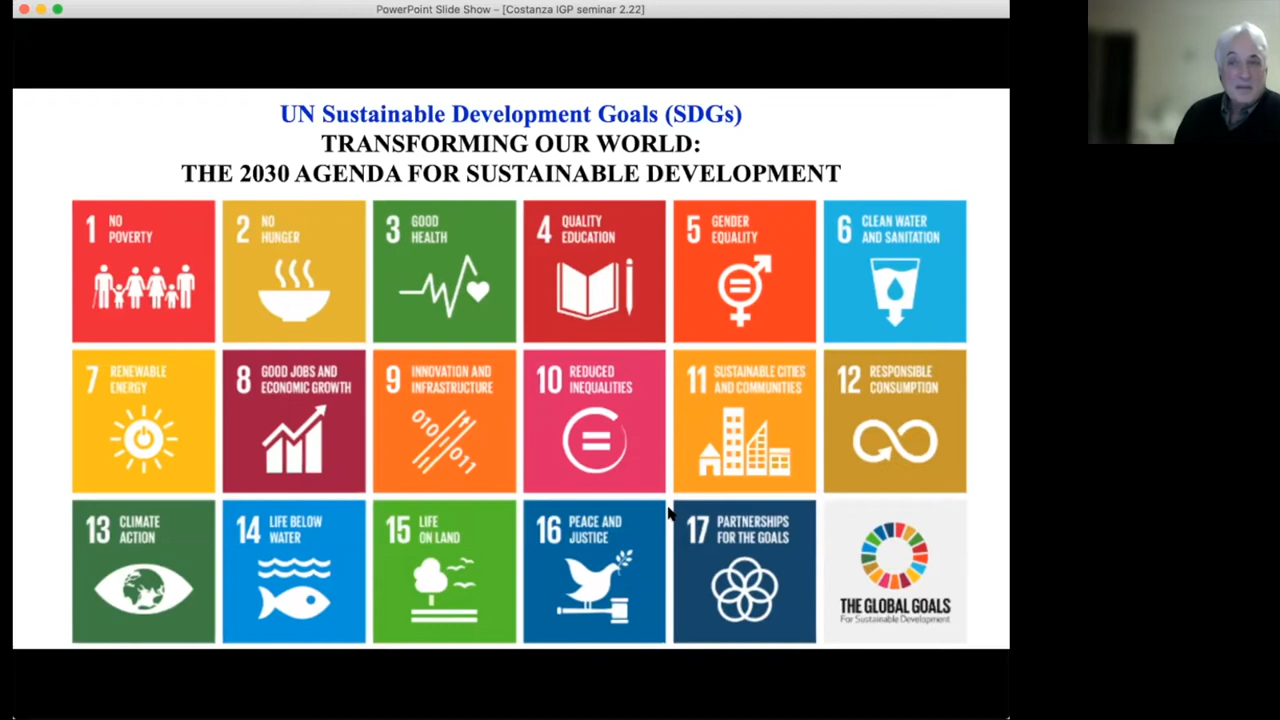 PowerPoint Slide Show – [Costanza IGP seminar 2.22]
UN Sustainable Development Goals (SDGs)
TRANSFORMING OUR WORLD:
THE 2030 AGENDA FOR SUSTAINABLE DEVELOPMENT
1 NO
POVERTY
2 NO
HUNGER
3 GOOD
HEALTH
4 QUALITY
EDUCATION
5 GENDER
EQUALITY
6 CLEAN WATER
AND SANITATION
7 RENEWABLE
ENERGY
8 GOOD JOBS AND
ECONOMIC GROWTH
9 INNOVATION AND
INFRASTRUCTURE
010
011
10 REDUCED
INEQUALITIES
11 SUSTAINABLE CITIES
AND COMMUNITIES
12 RESPONSIBLE
CONSUMPTION
13 CLIMATE
ACTION
14 LIFE BELOW
WATER
15 LIFE
ON LAND
16 PEACE AND
JUSTICE
17 PARTNERSHIPS
FOR THE GOALS
THE GLOBAL GOALS
For Sustainable Development